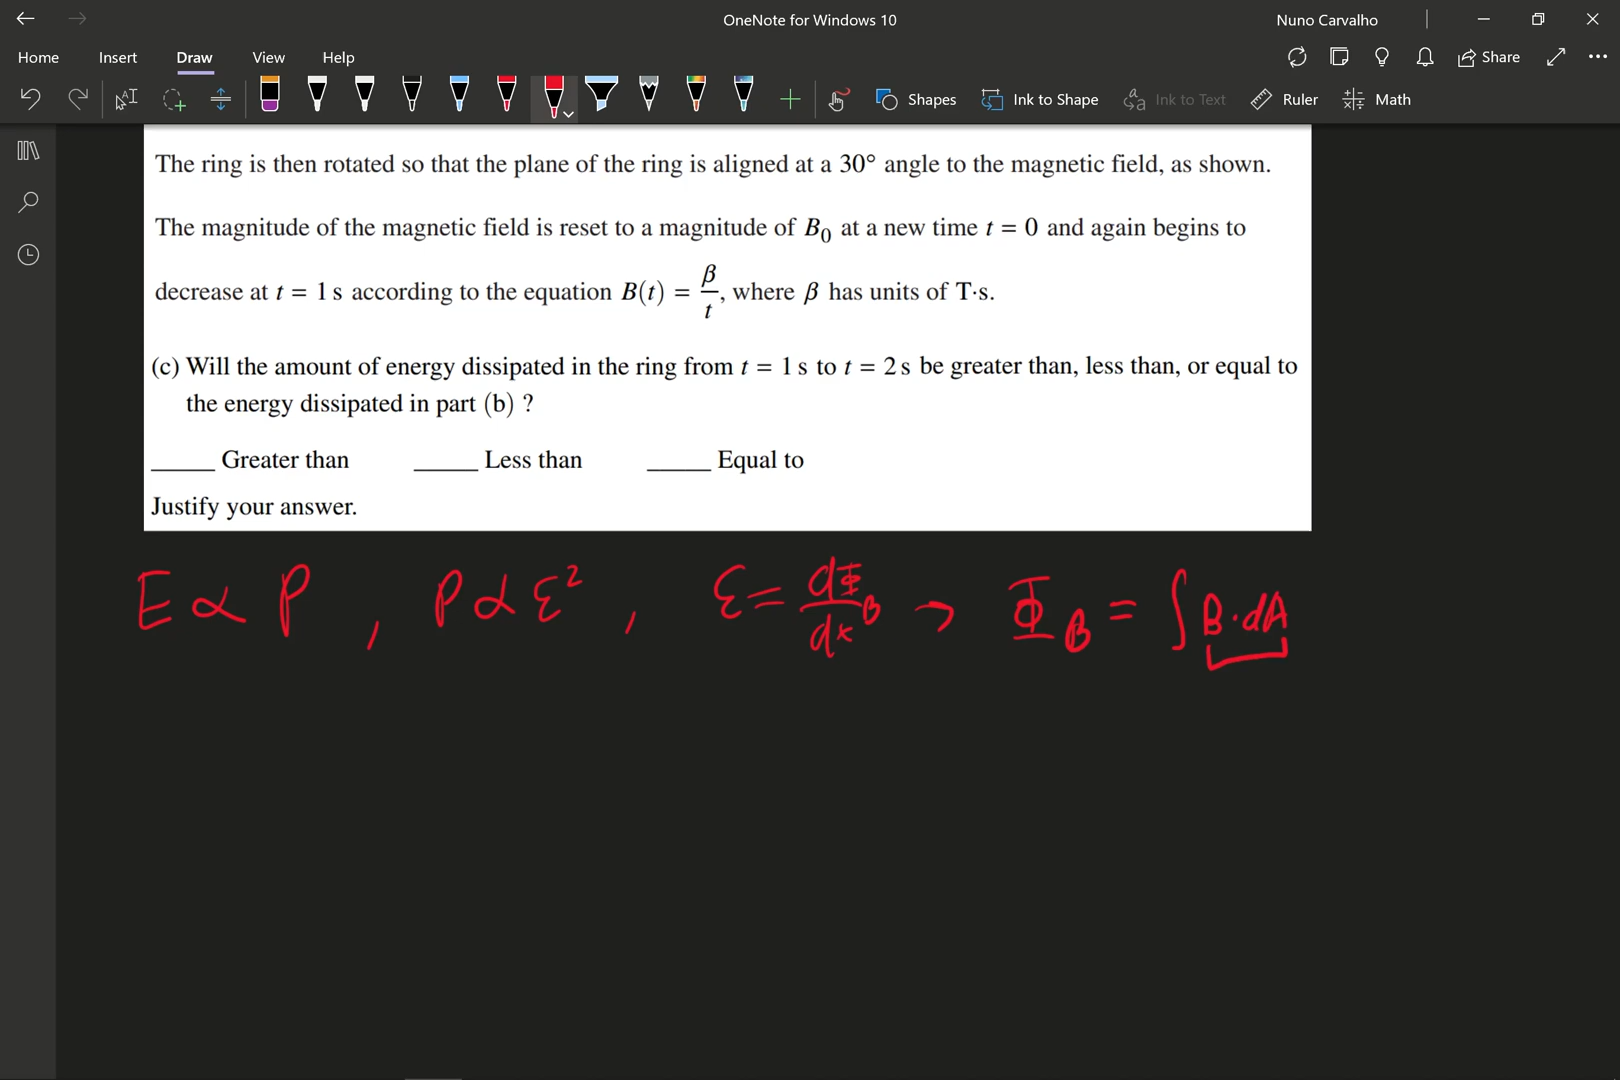 OneNote for Windows 10
Nuno Carvalho
Home Insert Draw View Help
Share
Shapes Ink to Shape Ink to Text Ruler Math
The ring is then rotated so that the plane of the ring is aligned at a 30° angle to the magnetic field, as shown.
The magnitude of the magnetic field is reset to a magnitude of B₀ at a new time t = 0 and again begins to
decrease at t = 1 s according to the equation B(t) = β/t, where β has units of T·s.
(c) Will the amount of energy dissipated in the ring from t = 1 s to t = 2 s be greater than, less than, or equal to
the energy dissipated in part (b) ?
_____ Greater than _____ Less than _____ Equal to
Justify your answer.
E ∝ P , P ∝ ε² , ε = dΦ_B/dt → Φ_B = ∫ B · dA